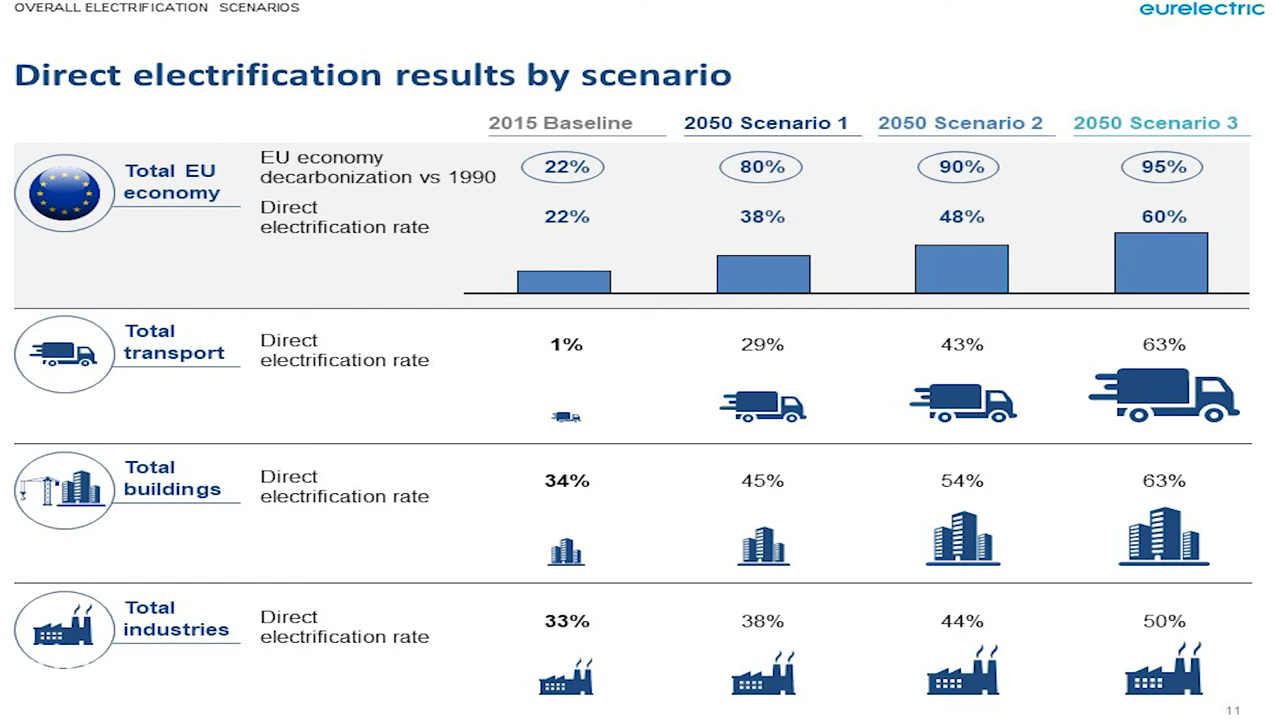 OVERALL ELECTRIFICATION SCENARIOS
eurelectric
Direct electrification results by scenario
2015 Baseline 2050 Scenario 1 2050 Scenario 2 2050 Scenario 3
Total EU
economy
EU economy
decarbonization vs 1990
22% 80% 90% 95%
Direct
electrification rate
22% 38% 48% 60%
Total
transport
Direct
electrification rate
1% 29% 43% 63%
Total
buildings
Direct
electrification rate
34% 45% 54% 63%
Total
industries
Direct
electrification rate
33% 38% 44% 50%
11